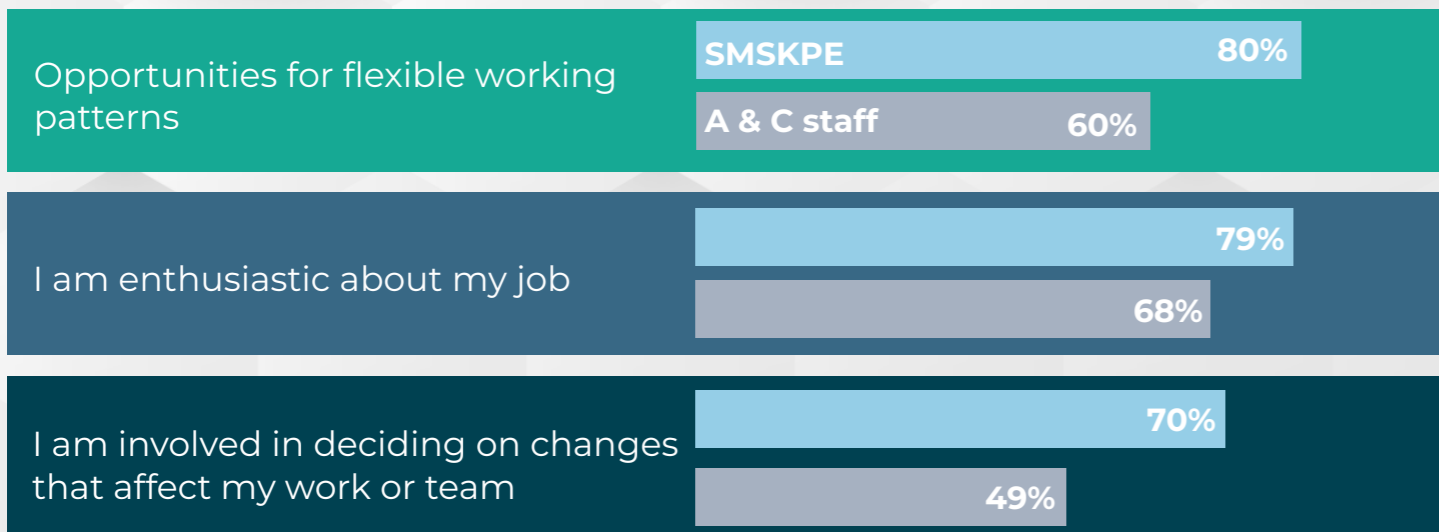 Opportunities for flexible working
patterns
SMSKPE 80%
A & C staff 60%
I am enthusiastic about my job
79%
68%
I am involved in deciding on changes
that affect my work or team
70%
49%